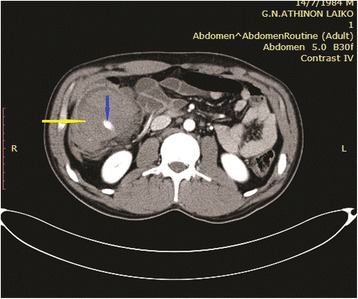 14/7/1984 M
G.N.ATHINON LAIKO
1
Abdomen^AbdomenRoutine (Adult)
Abdomen 5.0 B30f
Contrast IV
R
L